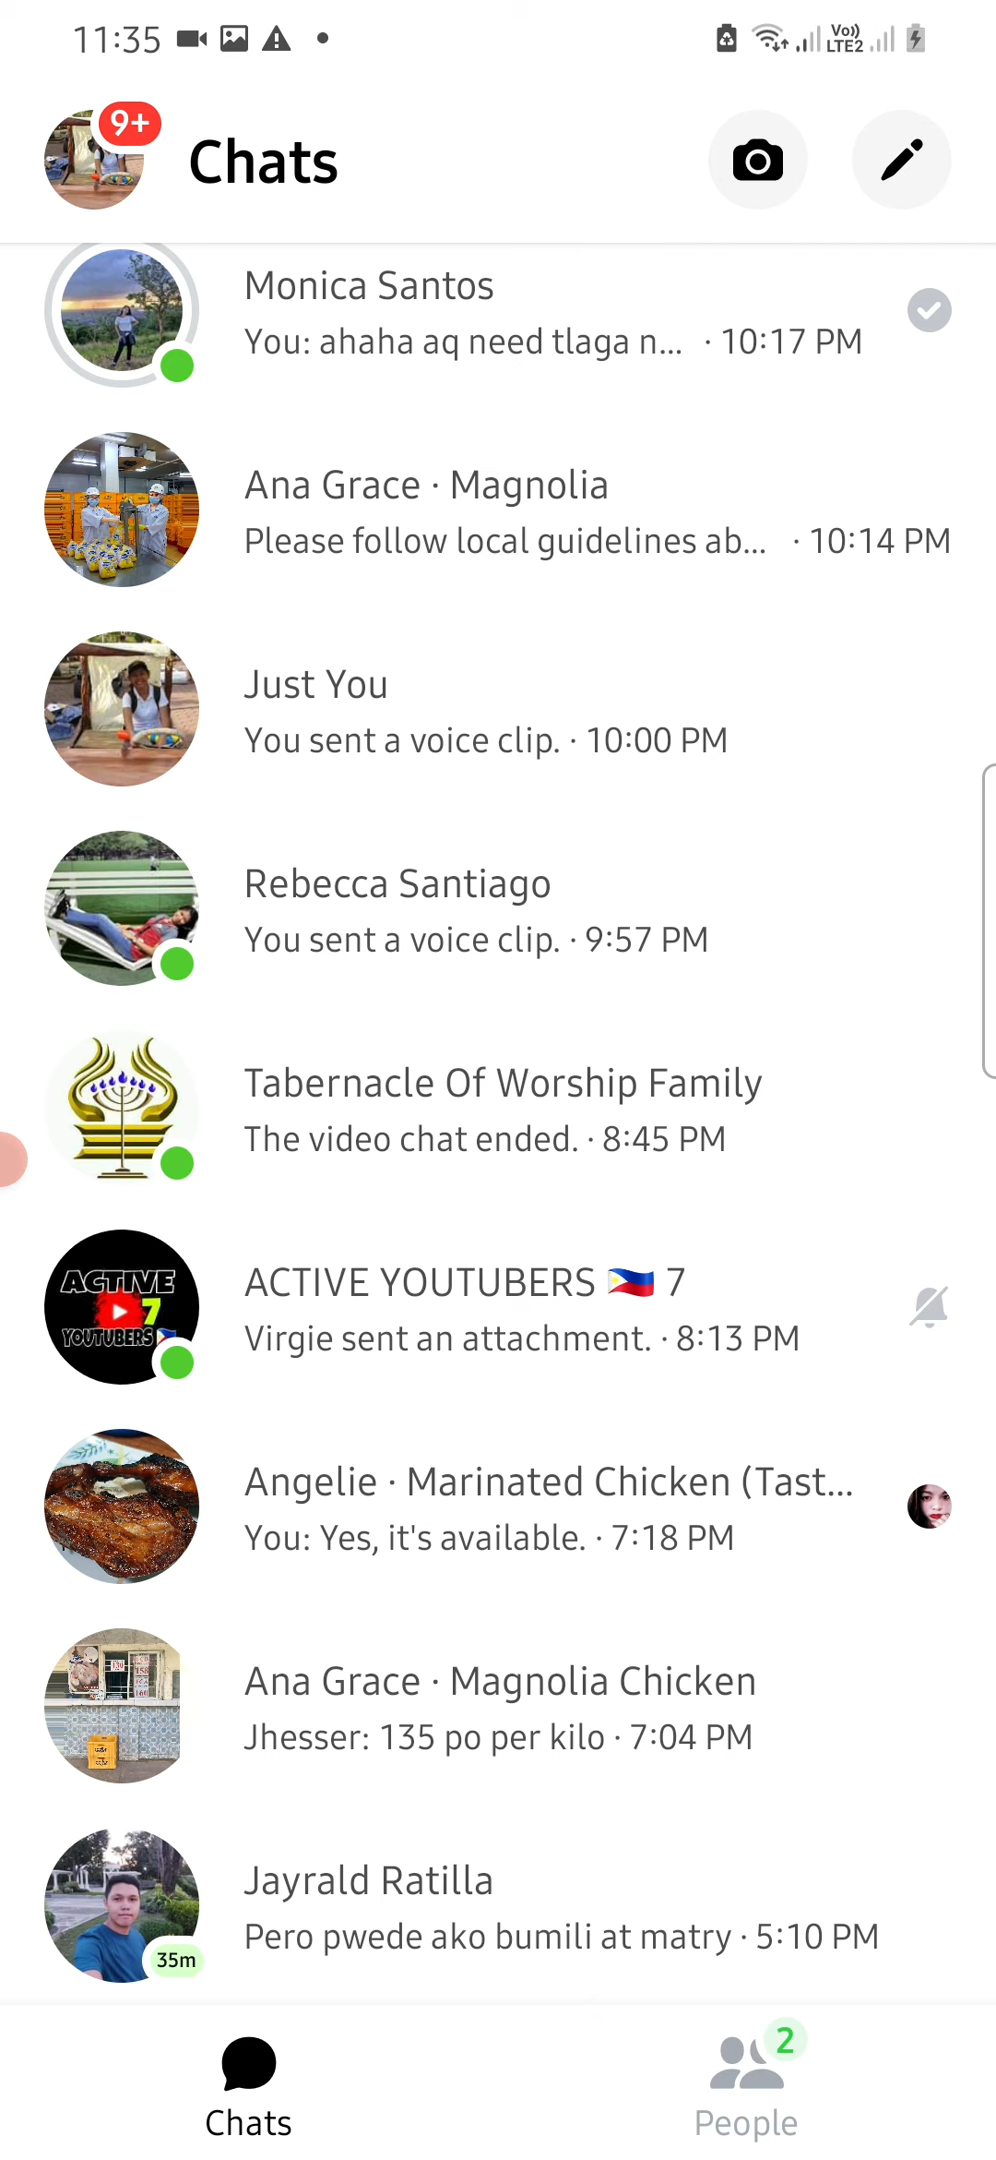 11:35
Vo))
LTE2
9+
Chats
Monica Santos
You: ahaha aq need tlaga n... · 10:17 PM
Ana Grace · Magnolia
Please follow local guidelines ab... · 10:14 PM
Just You
You sent a voice clip. · 10:00 PM
Rebecca Santiago
You sent a voice clip. · 9:57 PM
Tabernacle Of Worship Family
The video chat ended. · 8:45 PM
ACTIVE
7
YOUTUBERS
ACTIVE YOUTUBERS 🇵🇭 7
Virgie sent an attachment. · 8:13 PM
Angelie · Marinated Chicken (Tast...
You: Yes, it's available. · 7:18 PM
Ana Grace · Magnolia Chicken
Jhesser: 135 po per kilo · 7:04 PM
Jayrald Ratilla
Pero pwede ako bumili at matry · 5:10 PM
35m
2
Chats
People